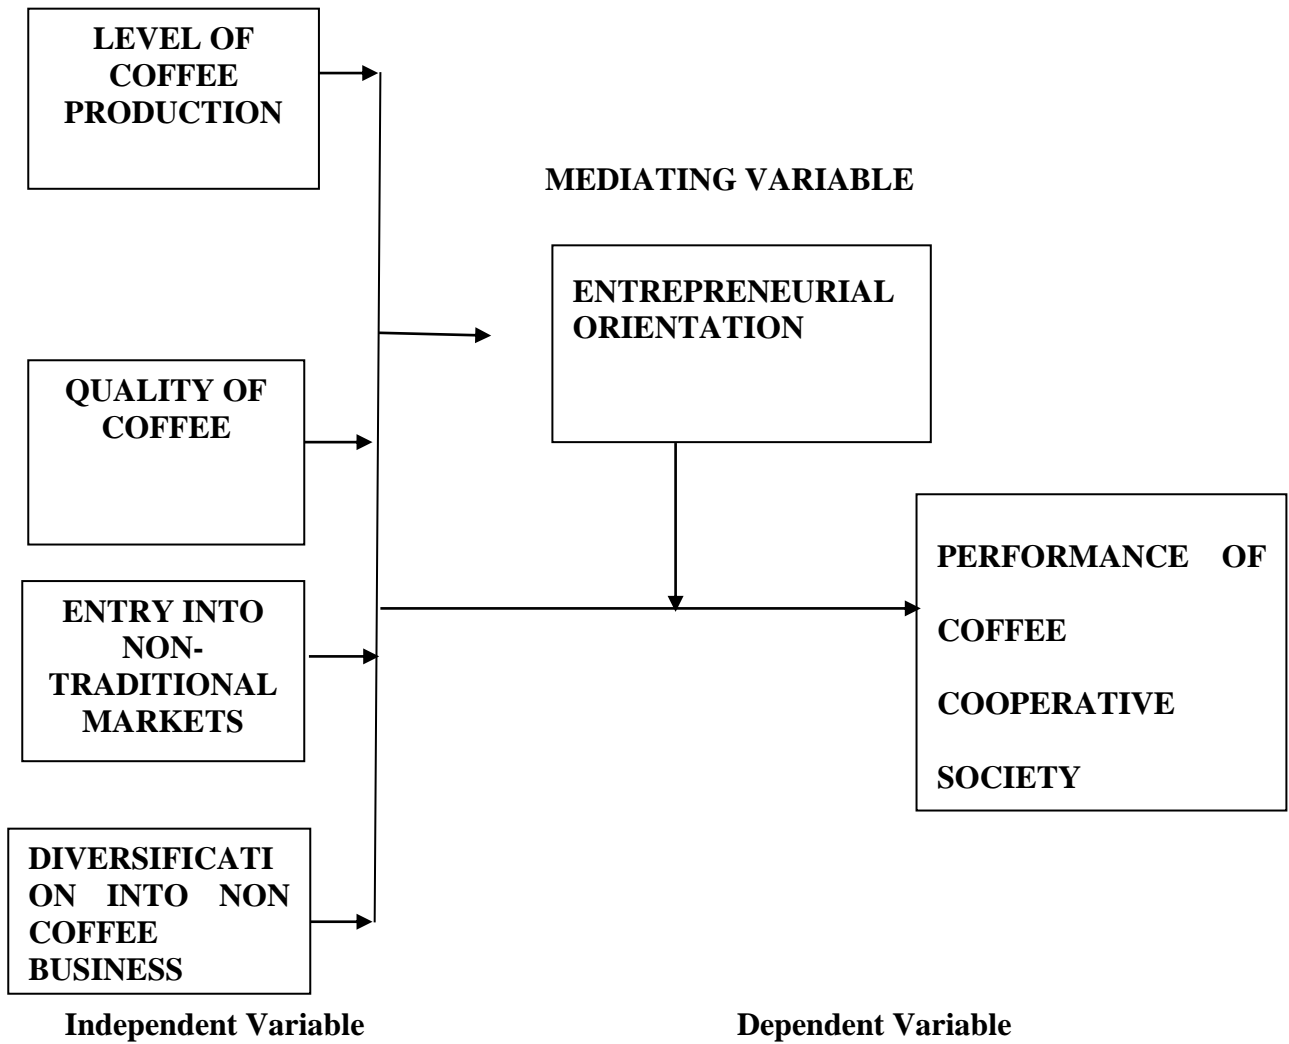 LEVEL OF
COFFEE
PRODUCTION
MEDIATING VARIABLE
ENTREPRENEURIAL
ORIENTATION
QUALITY OF
COFFEE
PERFORMANCE OF
COFFEE
COOPERATIVE
SOCIETY
ENTRY INTO
NON-
TRADITIONAL
MARKETS
DIVERSIFICATI
ON INTO NON
COFFEE
BUSINESS
Independent Variable
Dependent Variable